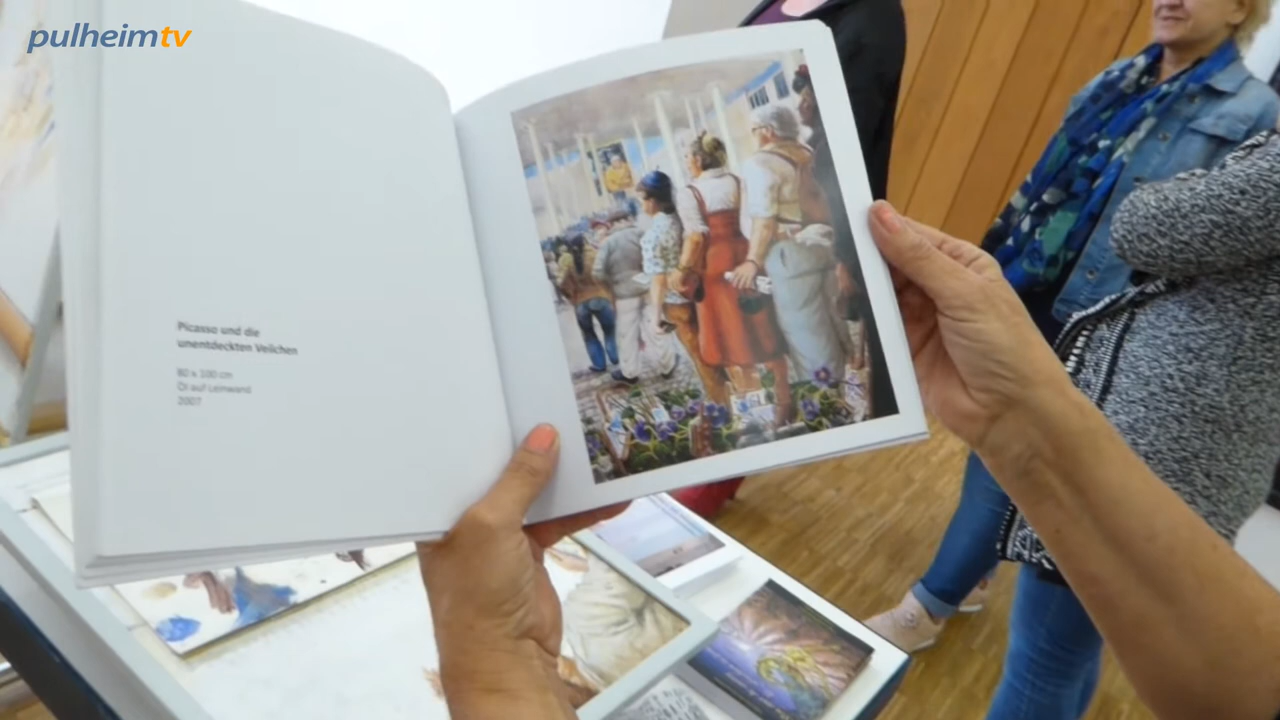 pulheimtv
Picasso und die
unentdeckten Veilchen
80 x 100 cm
Öl auf Leinwand
2007